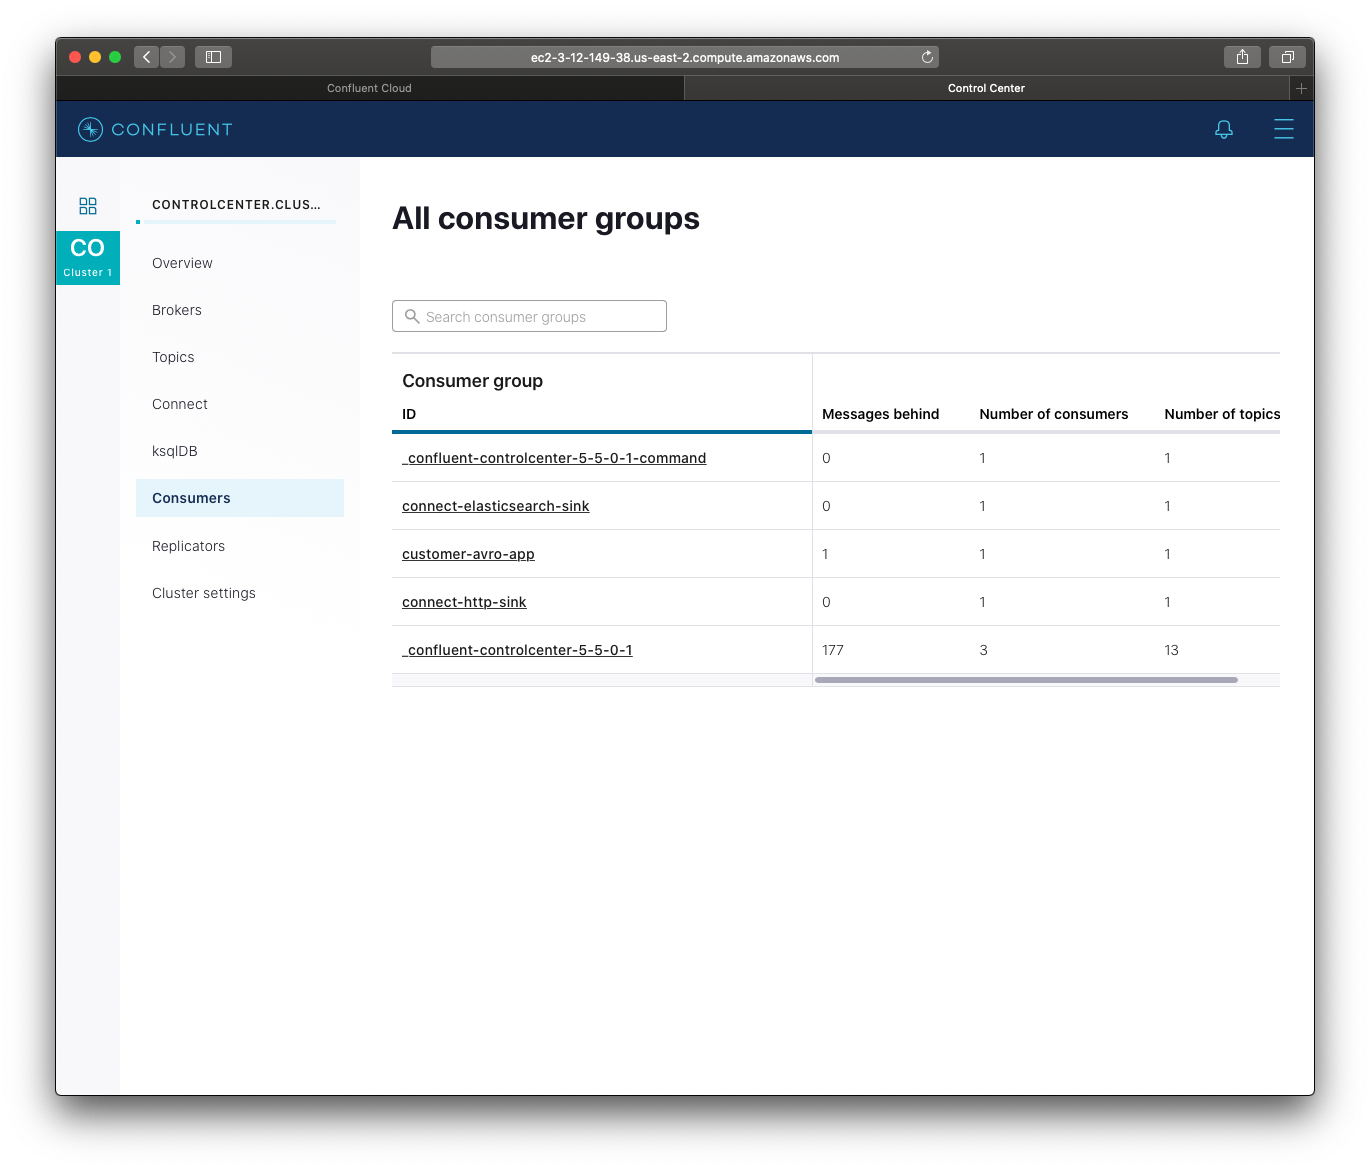 ec2-3-12-149-38.us-east-2.compute.amazonaws.com
Confluent Cloud
Control Center
CONFLUENT
CO
Cluster 1
CONTROLCENTER.CLUS...
Overview
Brokers
Topics
Connect
ksqlDB
Consumers
Replicators
Cluster settings
All consumer groups
Search consumer groups
Consumer group
ID Messages behind Number of consumers Number of topics
_confluent-controlcenter-5-5-0-1-command 0 1 1
connect-elasticsearch-sink 0 1 1
customer-avro-app 1 1 1
connect-http-sink 0 1 1
_confluent-controlcenter-5-5-0-1 177 3 13